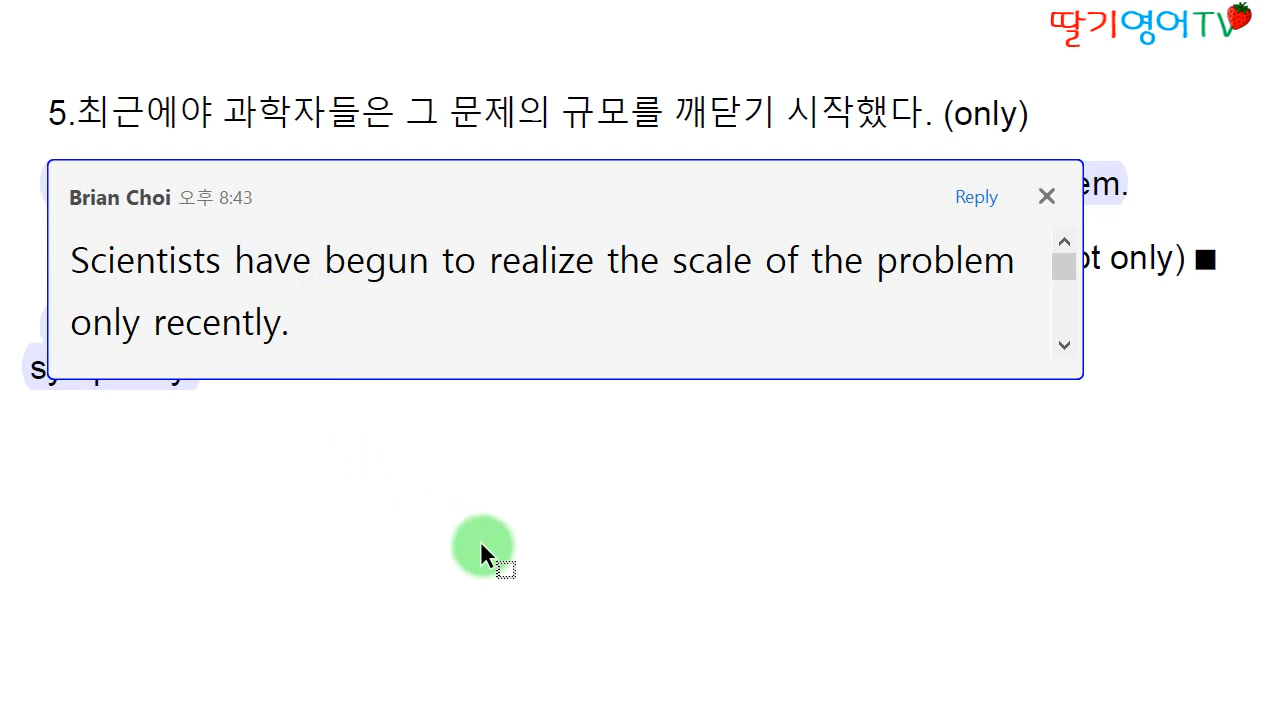 딸기영어TV
5.최근에야 과학자들은 그 문제의 규모를 깨닫기 시작했다. (only)
em.
Brian Choi 오후 8:43 Reply
Scientists have begun to realize the scale of the problem
only recently.
ot only) ■